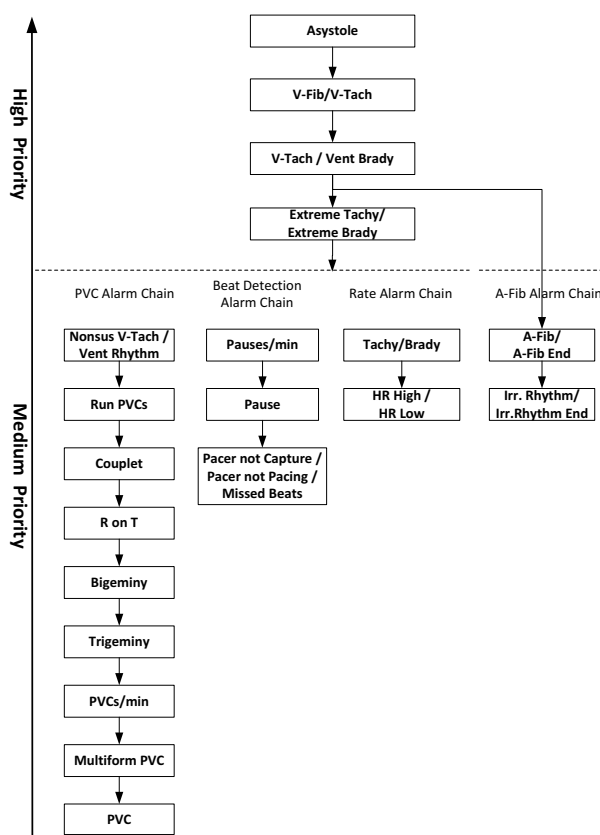 High Priority
Asystole
V-Fib/V-Tach
V-Tach / Vent Brady
Extreme Tachy/
Extreme Brady
Medium Priority
PVC Alarm Chain
Nonsus V-Tach /
Vent Rhythm
Run PVCs
Couplet
R on T
Bigeminy
Trigeminy
PVCs/min
Multiform PVC
PVC
Beat Detection
Alarm Chain
Pauses/min
Pause
Pacer not Capture /
Pacer not Pacing /
Missed Beats
Rate Alarm Chain
Tachy/Brady
HR High /
HR Low
A-Fib Alarm Chain
A-Fib/
A-Fib End
Irr. Rhythm/
Irr.Rhythm End